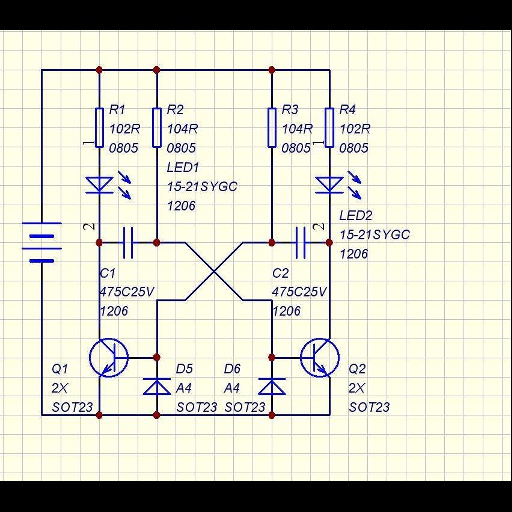 R1
102R
0805
R2
104R
0805
R3
104R
0805
R4
102R
0805
1
1
LED1
15-21SYGC
1206
LED2
15-21SYGC
1206
2
2
C1
475C25V
1206
C2
475C25V
1206
Q1
2X
SOT23
D5
A4
SOT23
D6
A4
SOT23
Q2
2X
SOT23